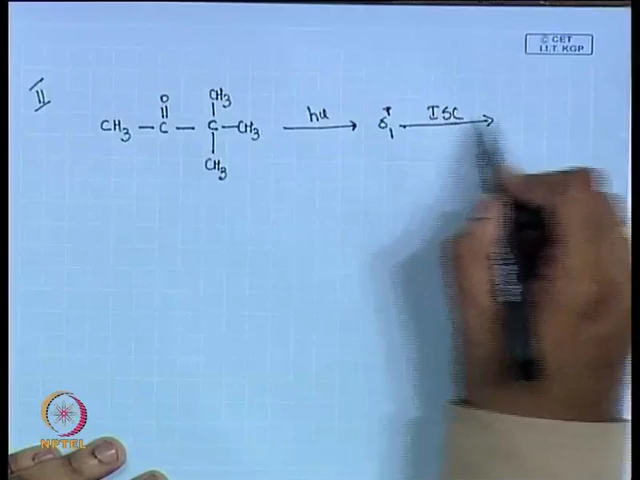 © CET
I.I.T. KGP
II
O CH3
CH3 — C — C — CH3 hν S1* ISC
CH3
NPTEL